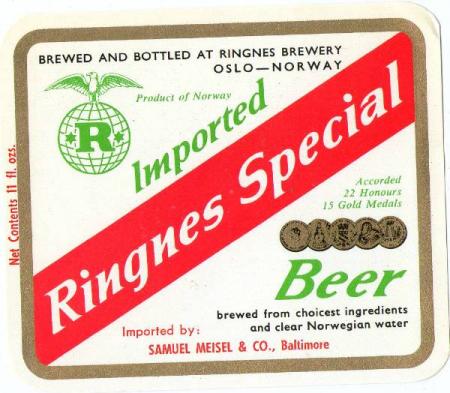 BREWED AND BOTTLED AT RINGNES BREWERY
OSLO—NORWAY
Product of Norway
R
Imported
Ringnes Special
Accorded
22 Honours
15 Gold Medals
Beer
brewed from choicest ingredients
and clear Norwegian water
Imported by:
SAMUEL MEISEL & CO., Baltimore
Net Contents 11 fl. ozs.